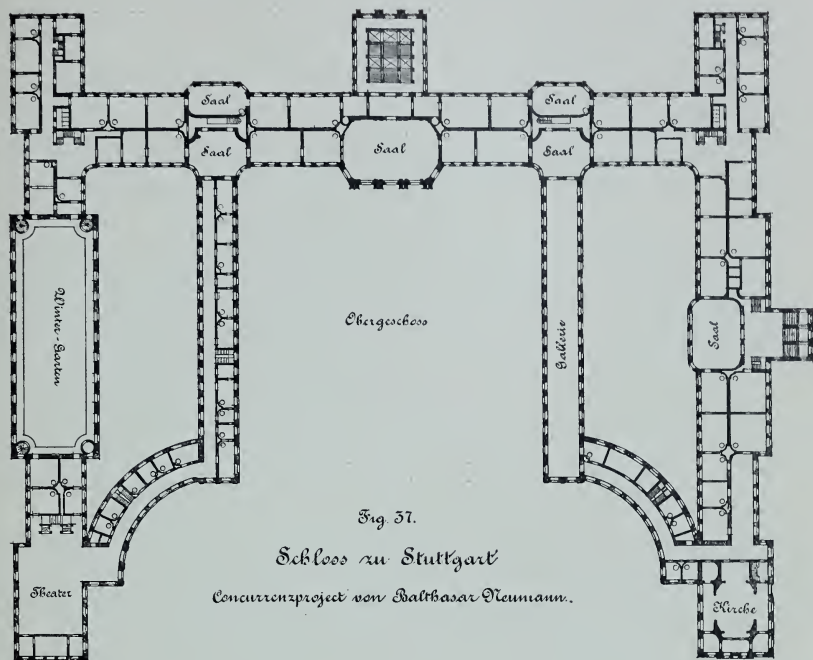 Saal
Saal
Saal
Saal
Saal
Winter-Garten
Obergeschoss
Gallerie
Saal
Fig. 37.
Schloss zu Stuttgart
Concurrenzproject von Balthasar Neumann.
Theater
Kirche